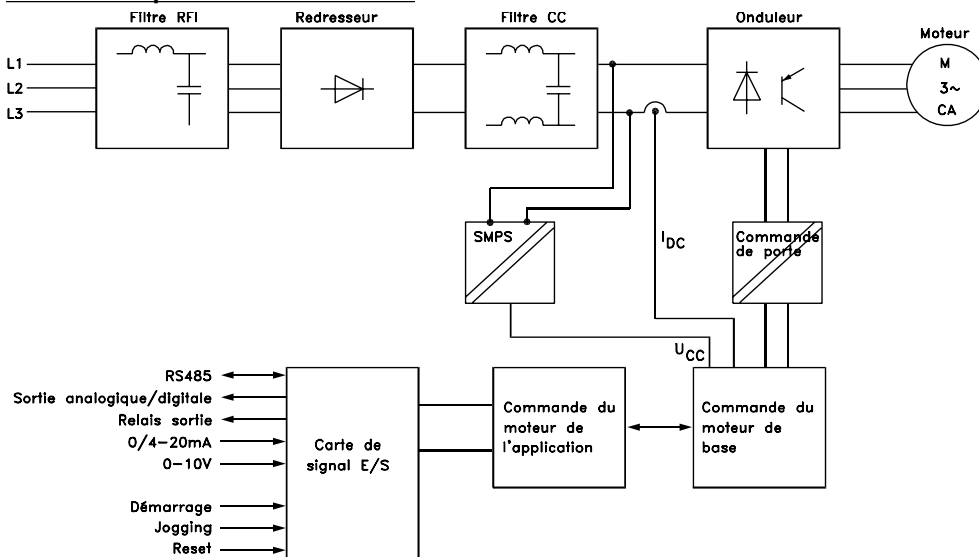 Filtre RFI
Redresseur
Filtre CC
Onduleur
Moteur
L1
L2
L3
M
3~
CA
SMPS
IDC
Commande
de porte
UCC
RS485
Sortie analogique/digitale
Relais sortie
0/4-20mA
0-10V
Démarrage
Jogging
Reset
Carte de
signal E/S
Commande du
moteur de
l'application
Commande du
moteur de
base